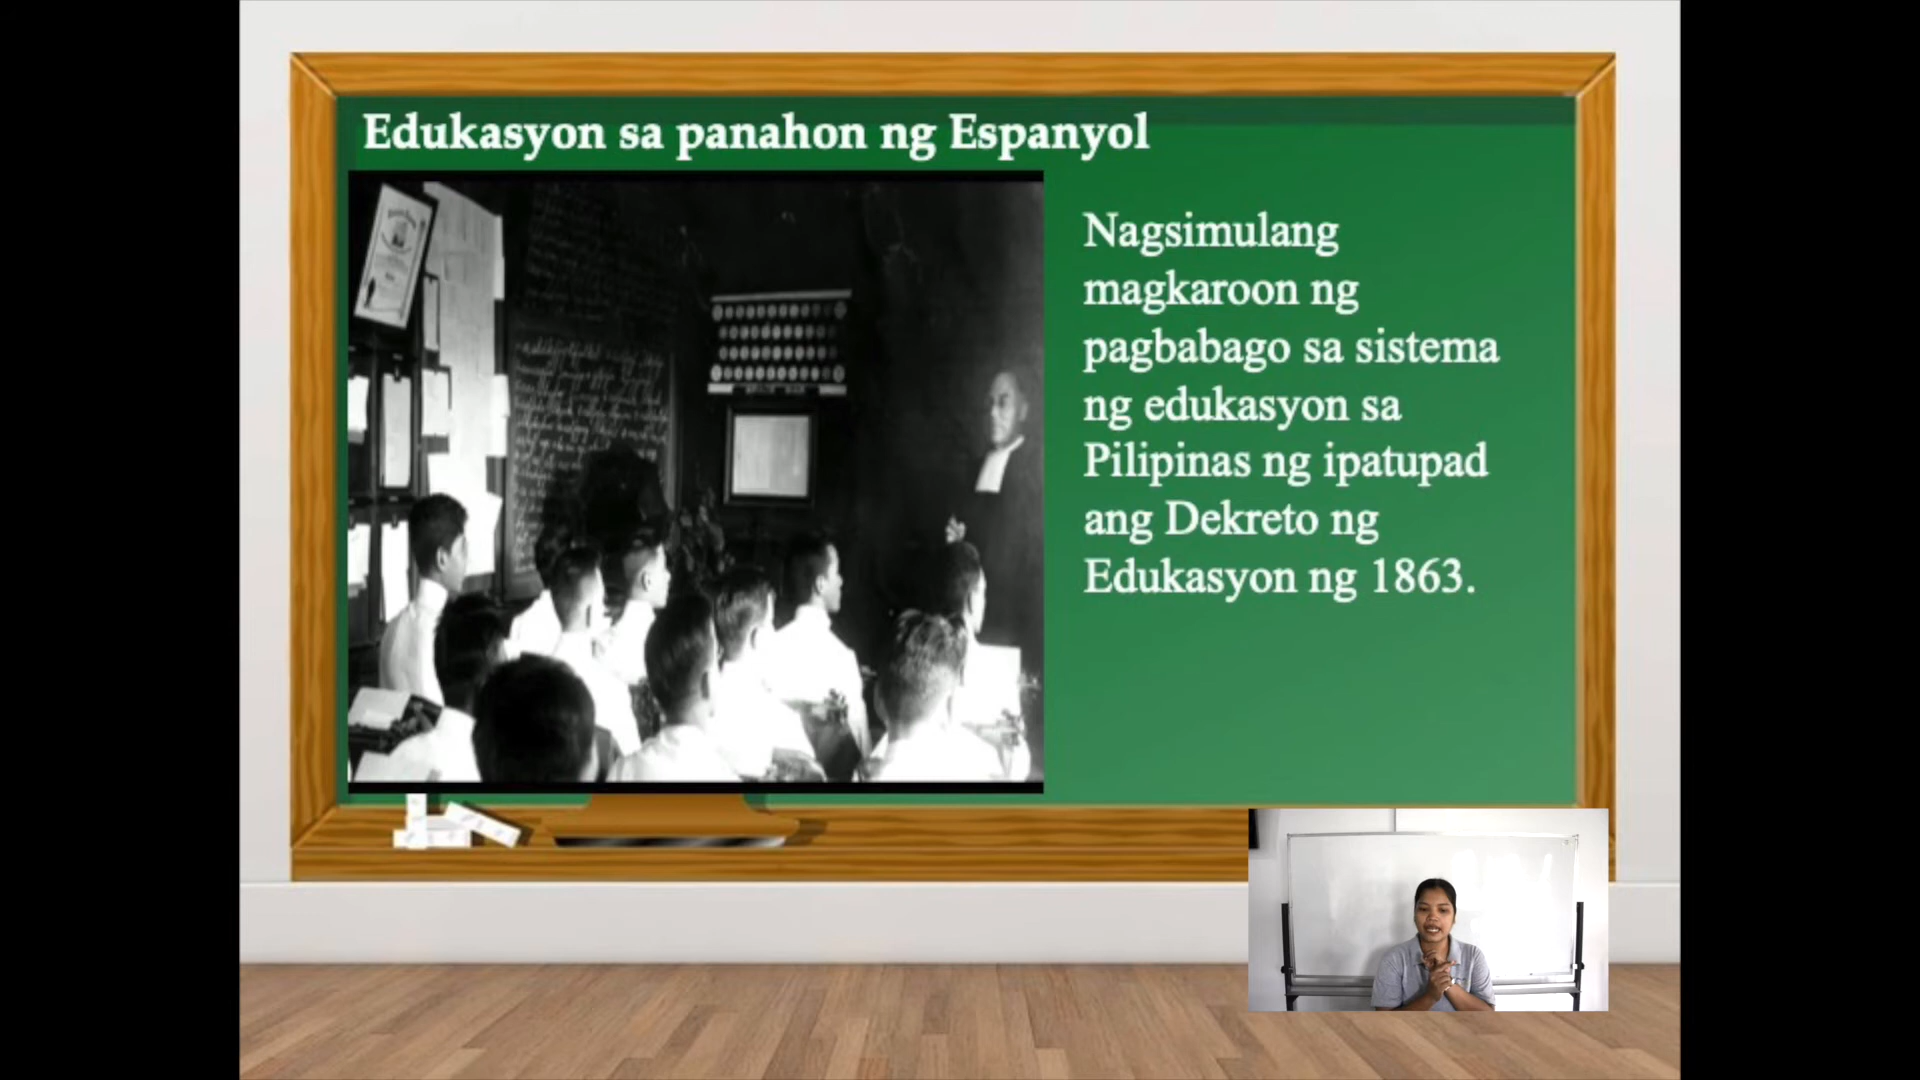 Edukasyon sa panahon ng Espanyol
Nagsimulang
magkaroon ng
pagbabago sa sistema
ng edukasyon sa
Pilipinas ng ipatupad
ang Dekreto ng
Edukasyon ng 1863.